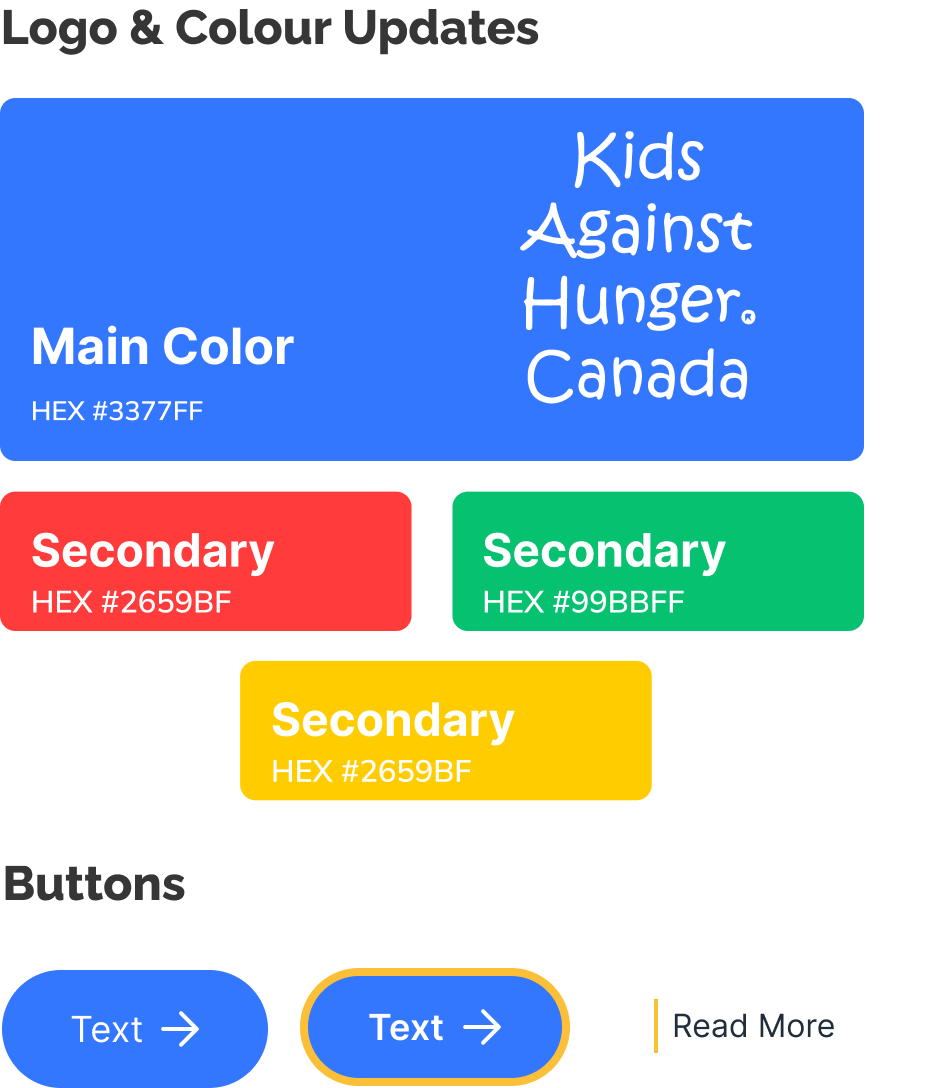 Logo & Colour Updates
Kids
Against
Hunger®
Canada
Main Color
HEX #3377FF
Secondary
HEX #2659BF
Secondary
HEX #99BBFF
Secondary
HEX #2659BF
Buttons
Text →
Text →
Read More